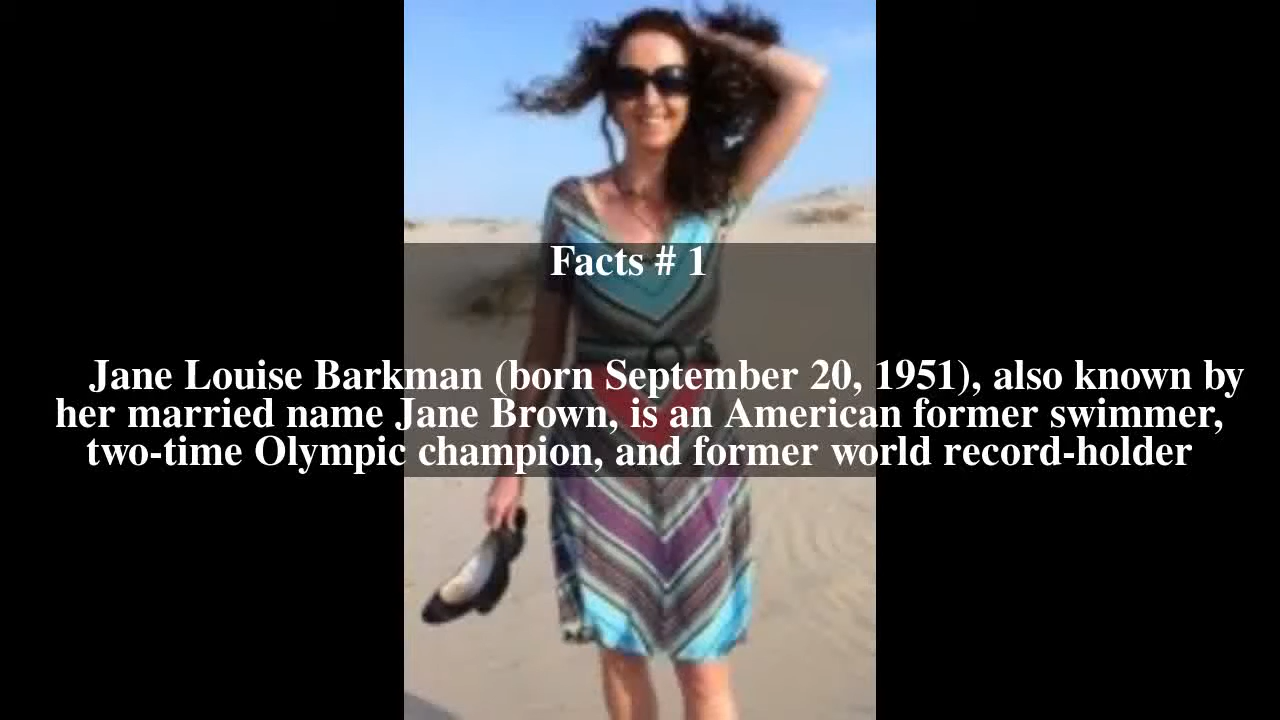 Facts # 1
Jane Louise Barkman (born September 20, 1951), also known by
her married name Jane Brown, is an American former swimmer,
two-time Olympic champion, and former world record-holder